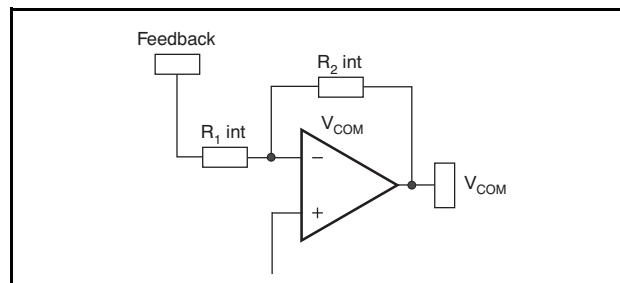 Feedback
R2 int
VCOM
R1 int
−
VCOM
+